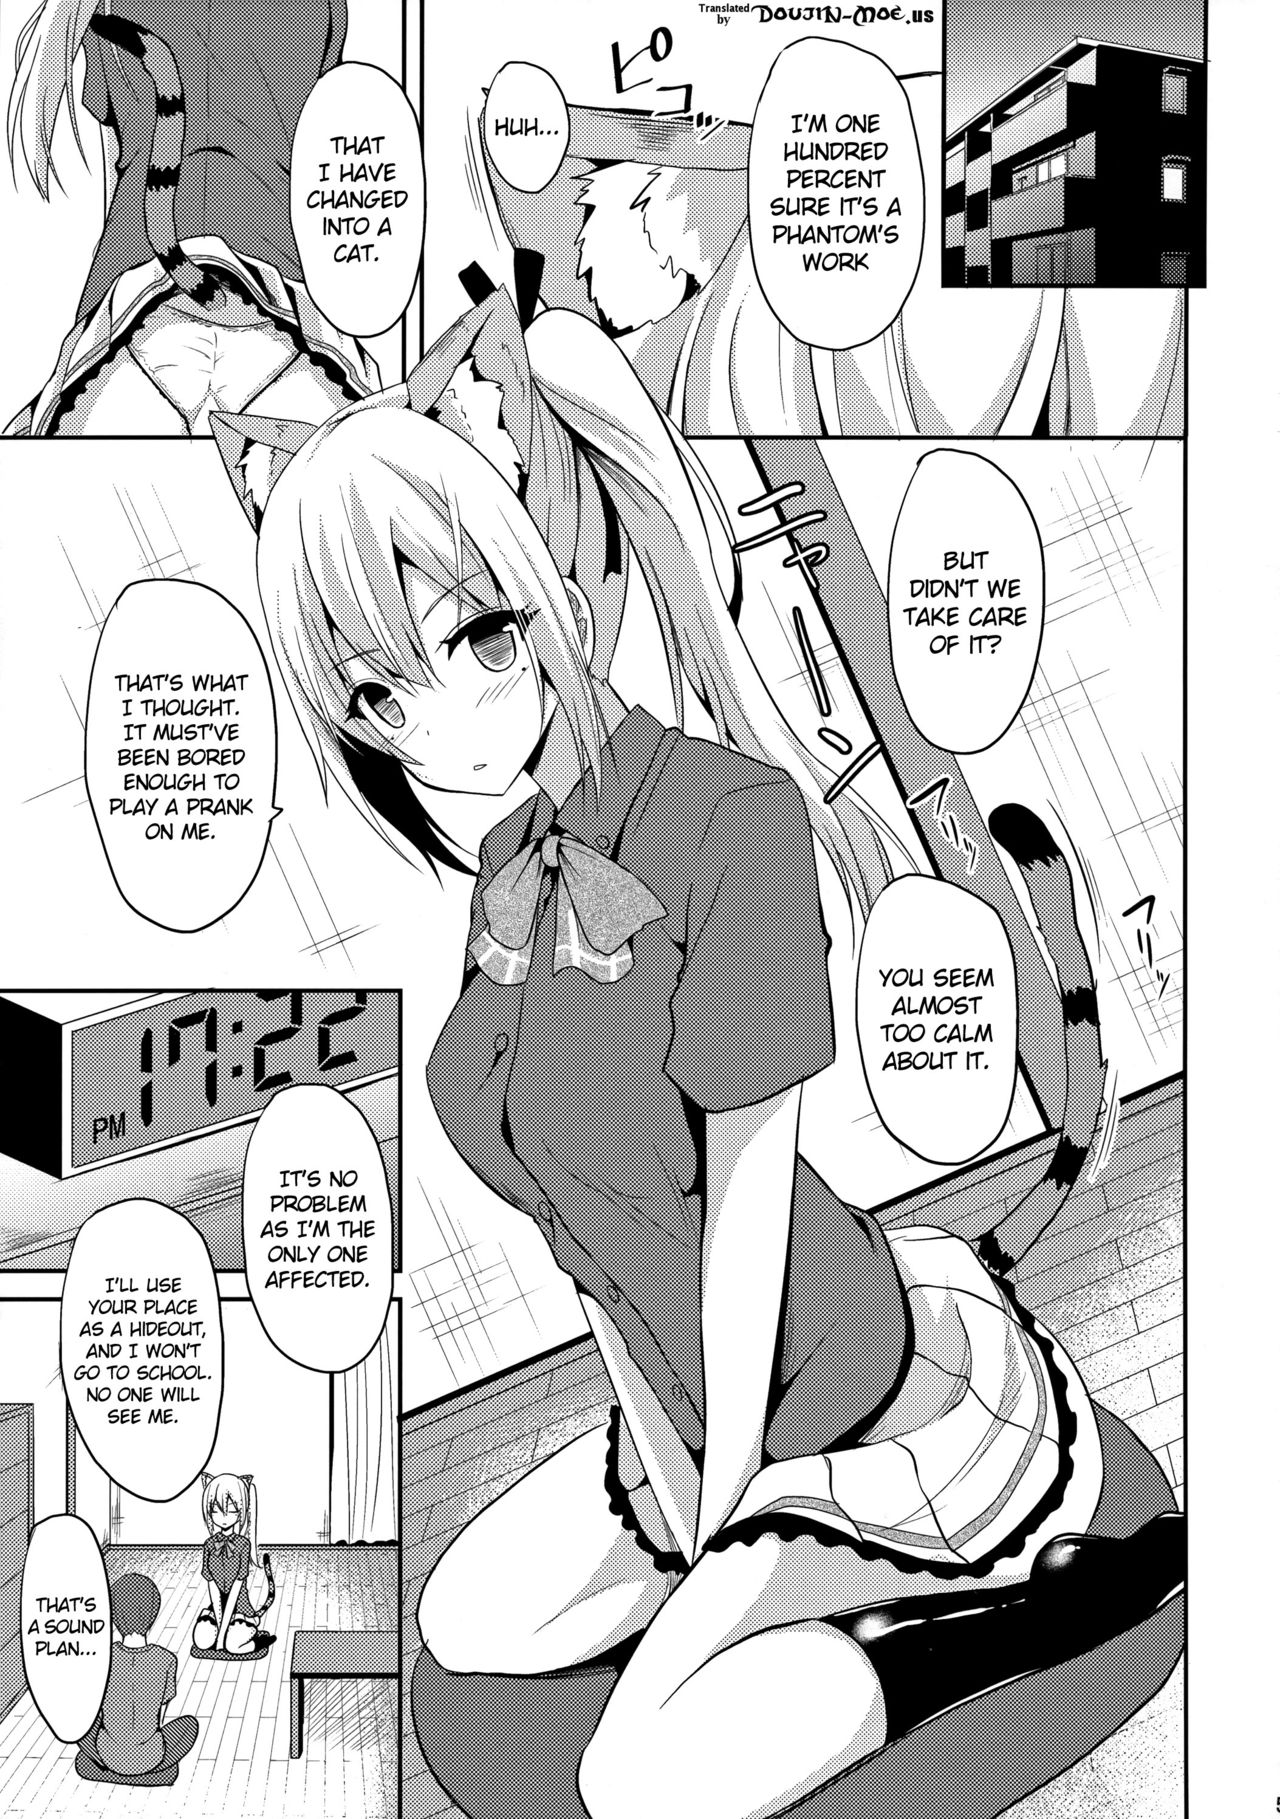 Translated
by
DOUJIN-MOE.us
I'M ONE
HUNDRED
PERCENT
SURE IT'S A
PHANTOM'S
WORK
HUH...
ピコ
THAT
I HAVE
CHANGED
INTO A
CAT.
BUT
DIDN'T WE
TAKE CARE
OF IT?
THAT'S WHAT
I THOUGHT.
IT MUST'VE
BEEN BORED
ENOUGH TO
PLAY A PRANK
ON ME.
YOU SEEM
ALMOST
TOO CALM
ABOUT IT.
PM 17:22
IT'S NO
PROBLEM
AS I'M THE
ONLY ONE
AFFECTED.
I'LL USE
YOUR PLACE
AS A HIDEOUT,
AND I WON'T
GO TO SCHOOL.
NO ONE WILL
SEE ME.
THAT'S
A SOUND
PLAN...
5